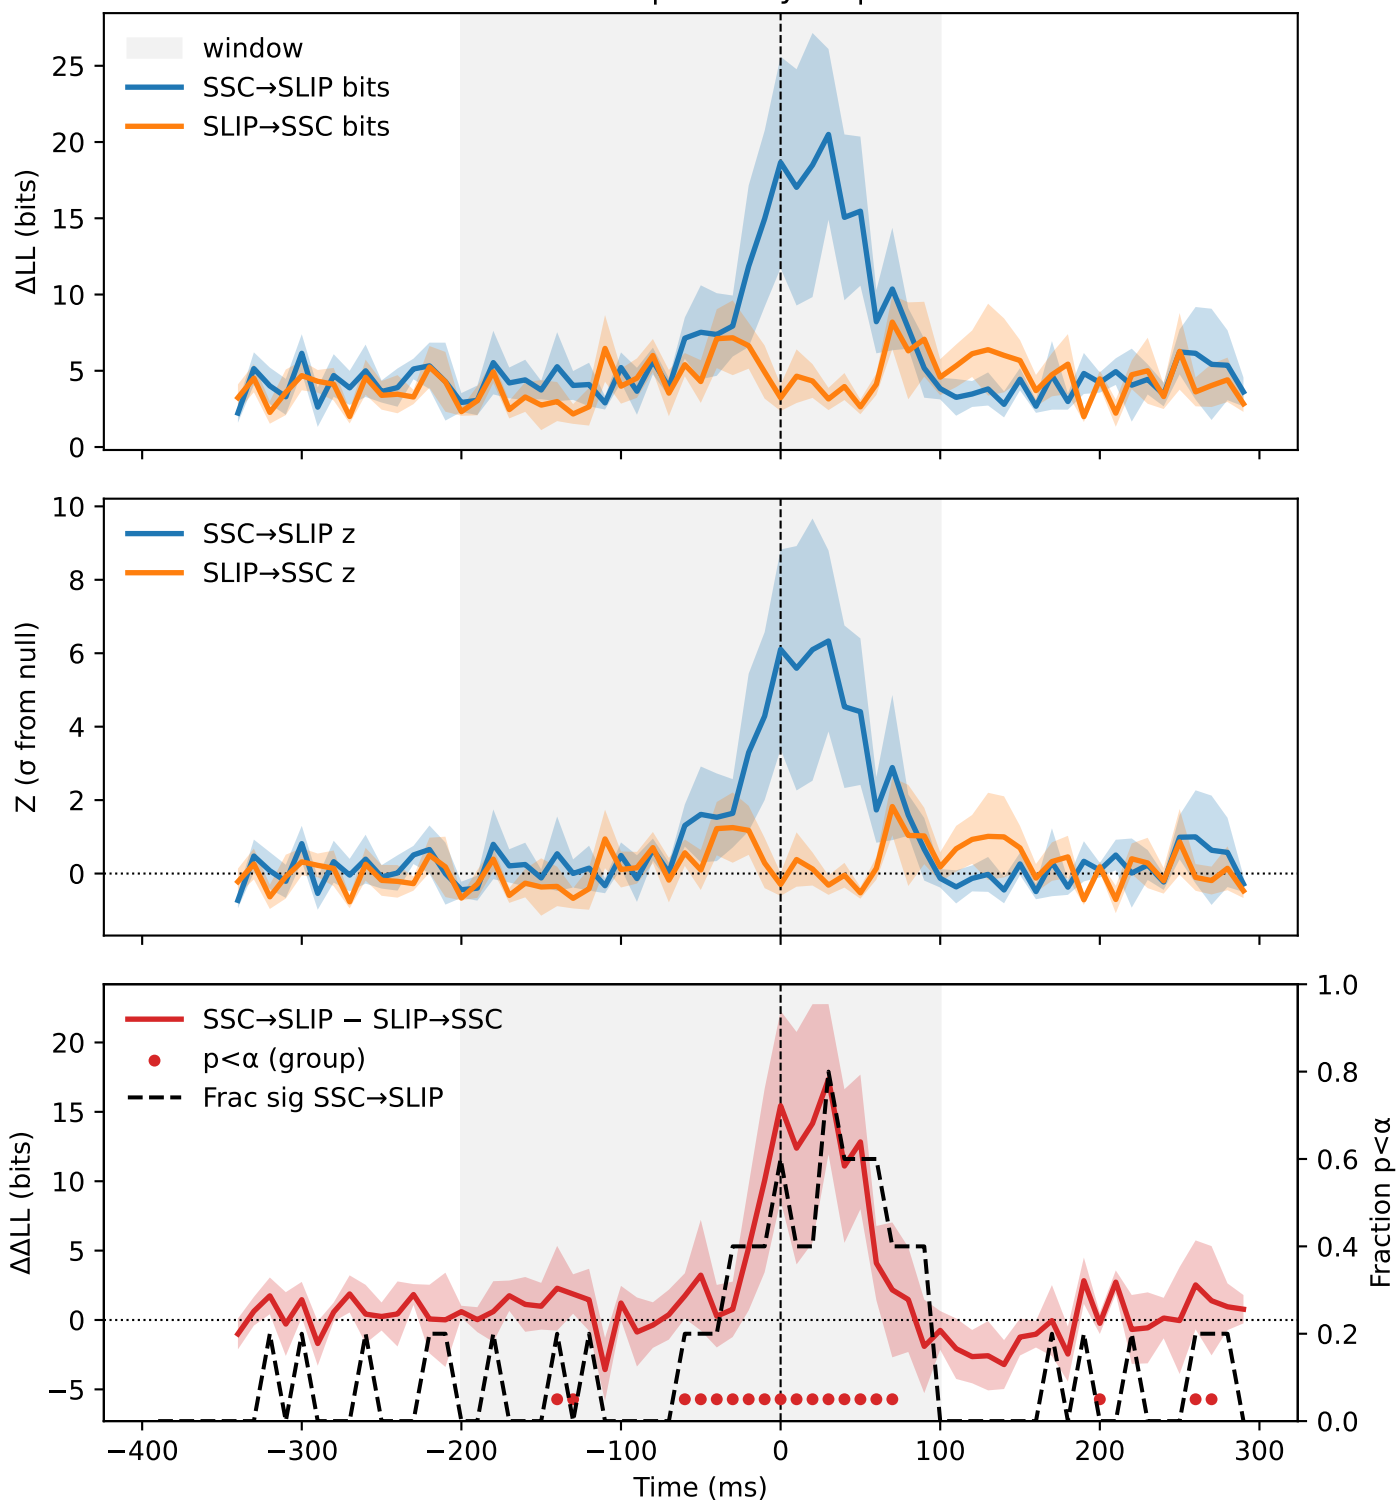 window
SSC→SLIP bits
SLIP→SSC bits
25
20
15
10
5
0
ΔLL (bits)
SSC→SLIP z
SLIP→SSC z
10
8
6
4
2
0
Z (σ from null)
SSC→SLIP − SLIP→SSC
p<α (group)
Frac sig SSC→SLIP
20
15
10
5
0
−5
ΔΔLL (bits)
1.0
0.8
0.6
0.4
0.2
0.0
Fraction p<α
−400 −300 −200 −100 0 100 200 300
Time (ms)